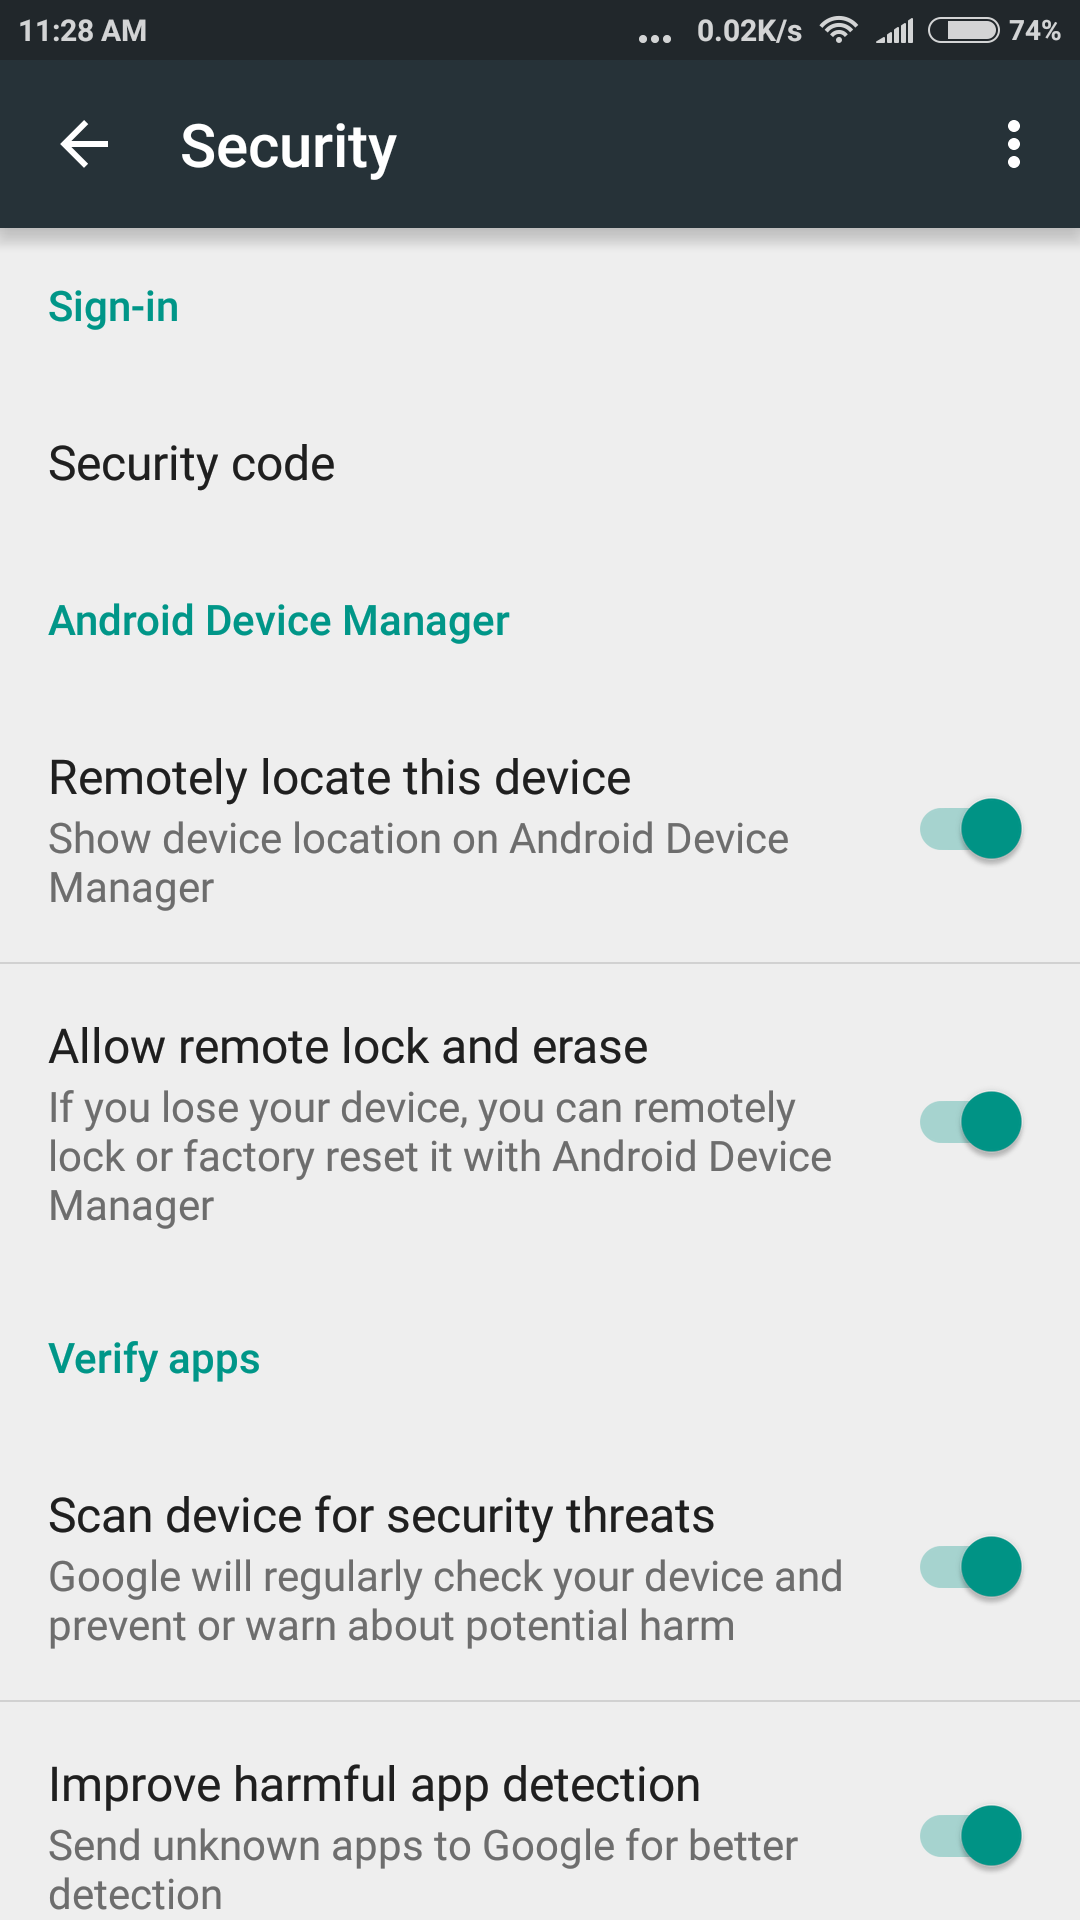 11:28 AM ... 0.02K/s 74%
Security
Sign-in
Security code
Android Device Manager
Remotely locate this device
Show device location on Android Device
Manager
Allow remote lock and erase
If you lose your device, you can remotely
lock or factory reset it with Android Device
Manager
Verify apps
Scan device for security threats
Google will regularly check your device and
prevent or warn about potential harm
Improve harmful app detection
Send unknown apps to Google for better
detection